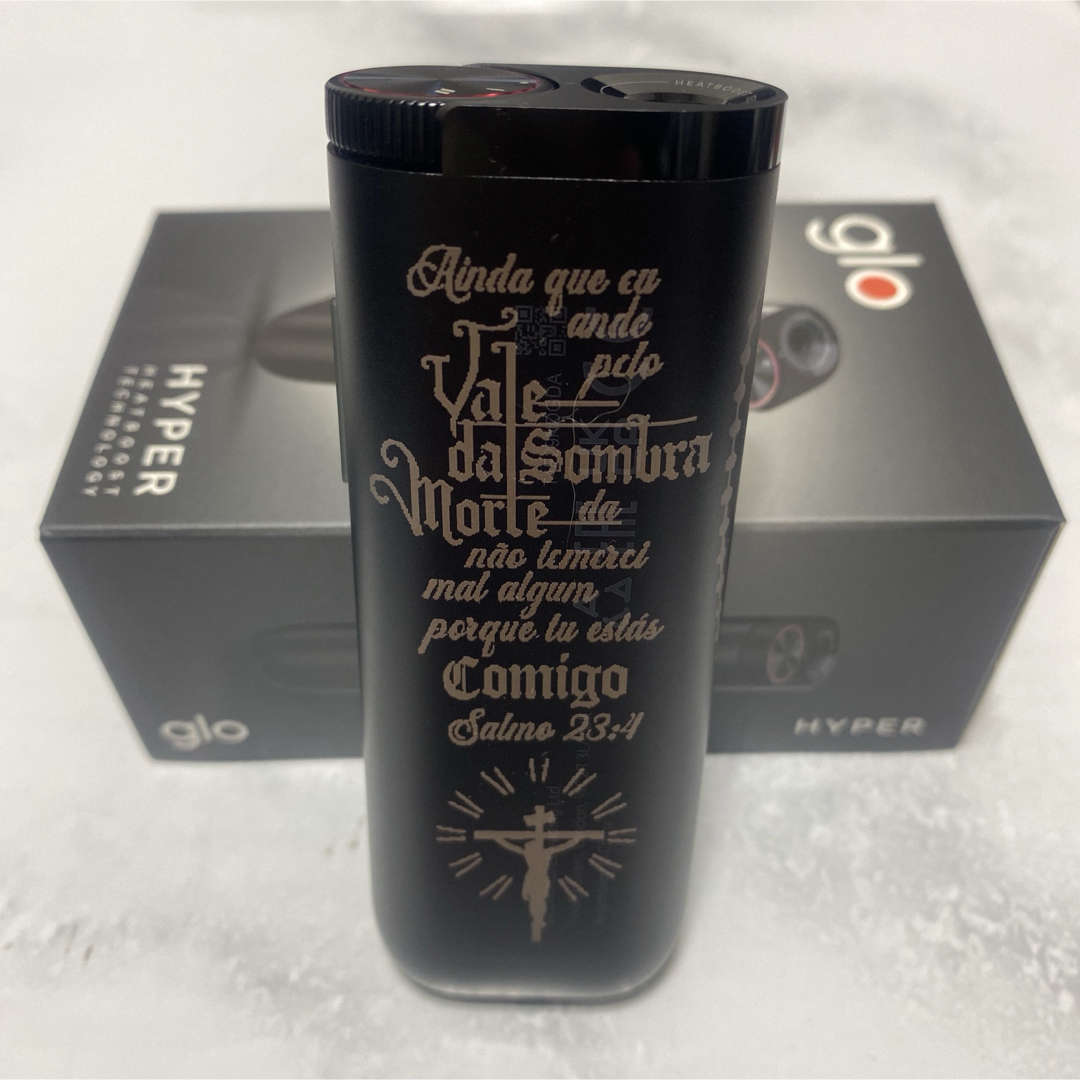 HEATBOOST
Ainda que eu
ande
pelo
Vale
da Sombra
Morte da
não temerei
mal algum
porque tu estás
Comigo
Salmo 23:4
glo
HYPER
HEATBOOST
TECHNOLOGY
glo
HYPER